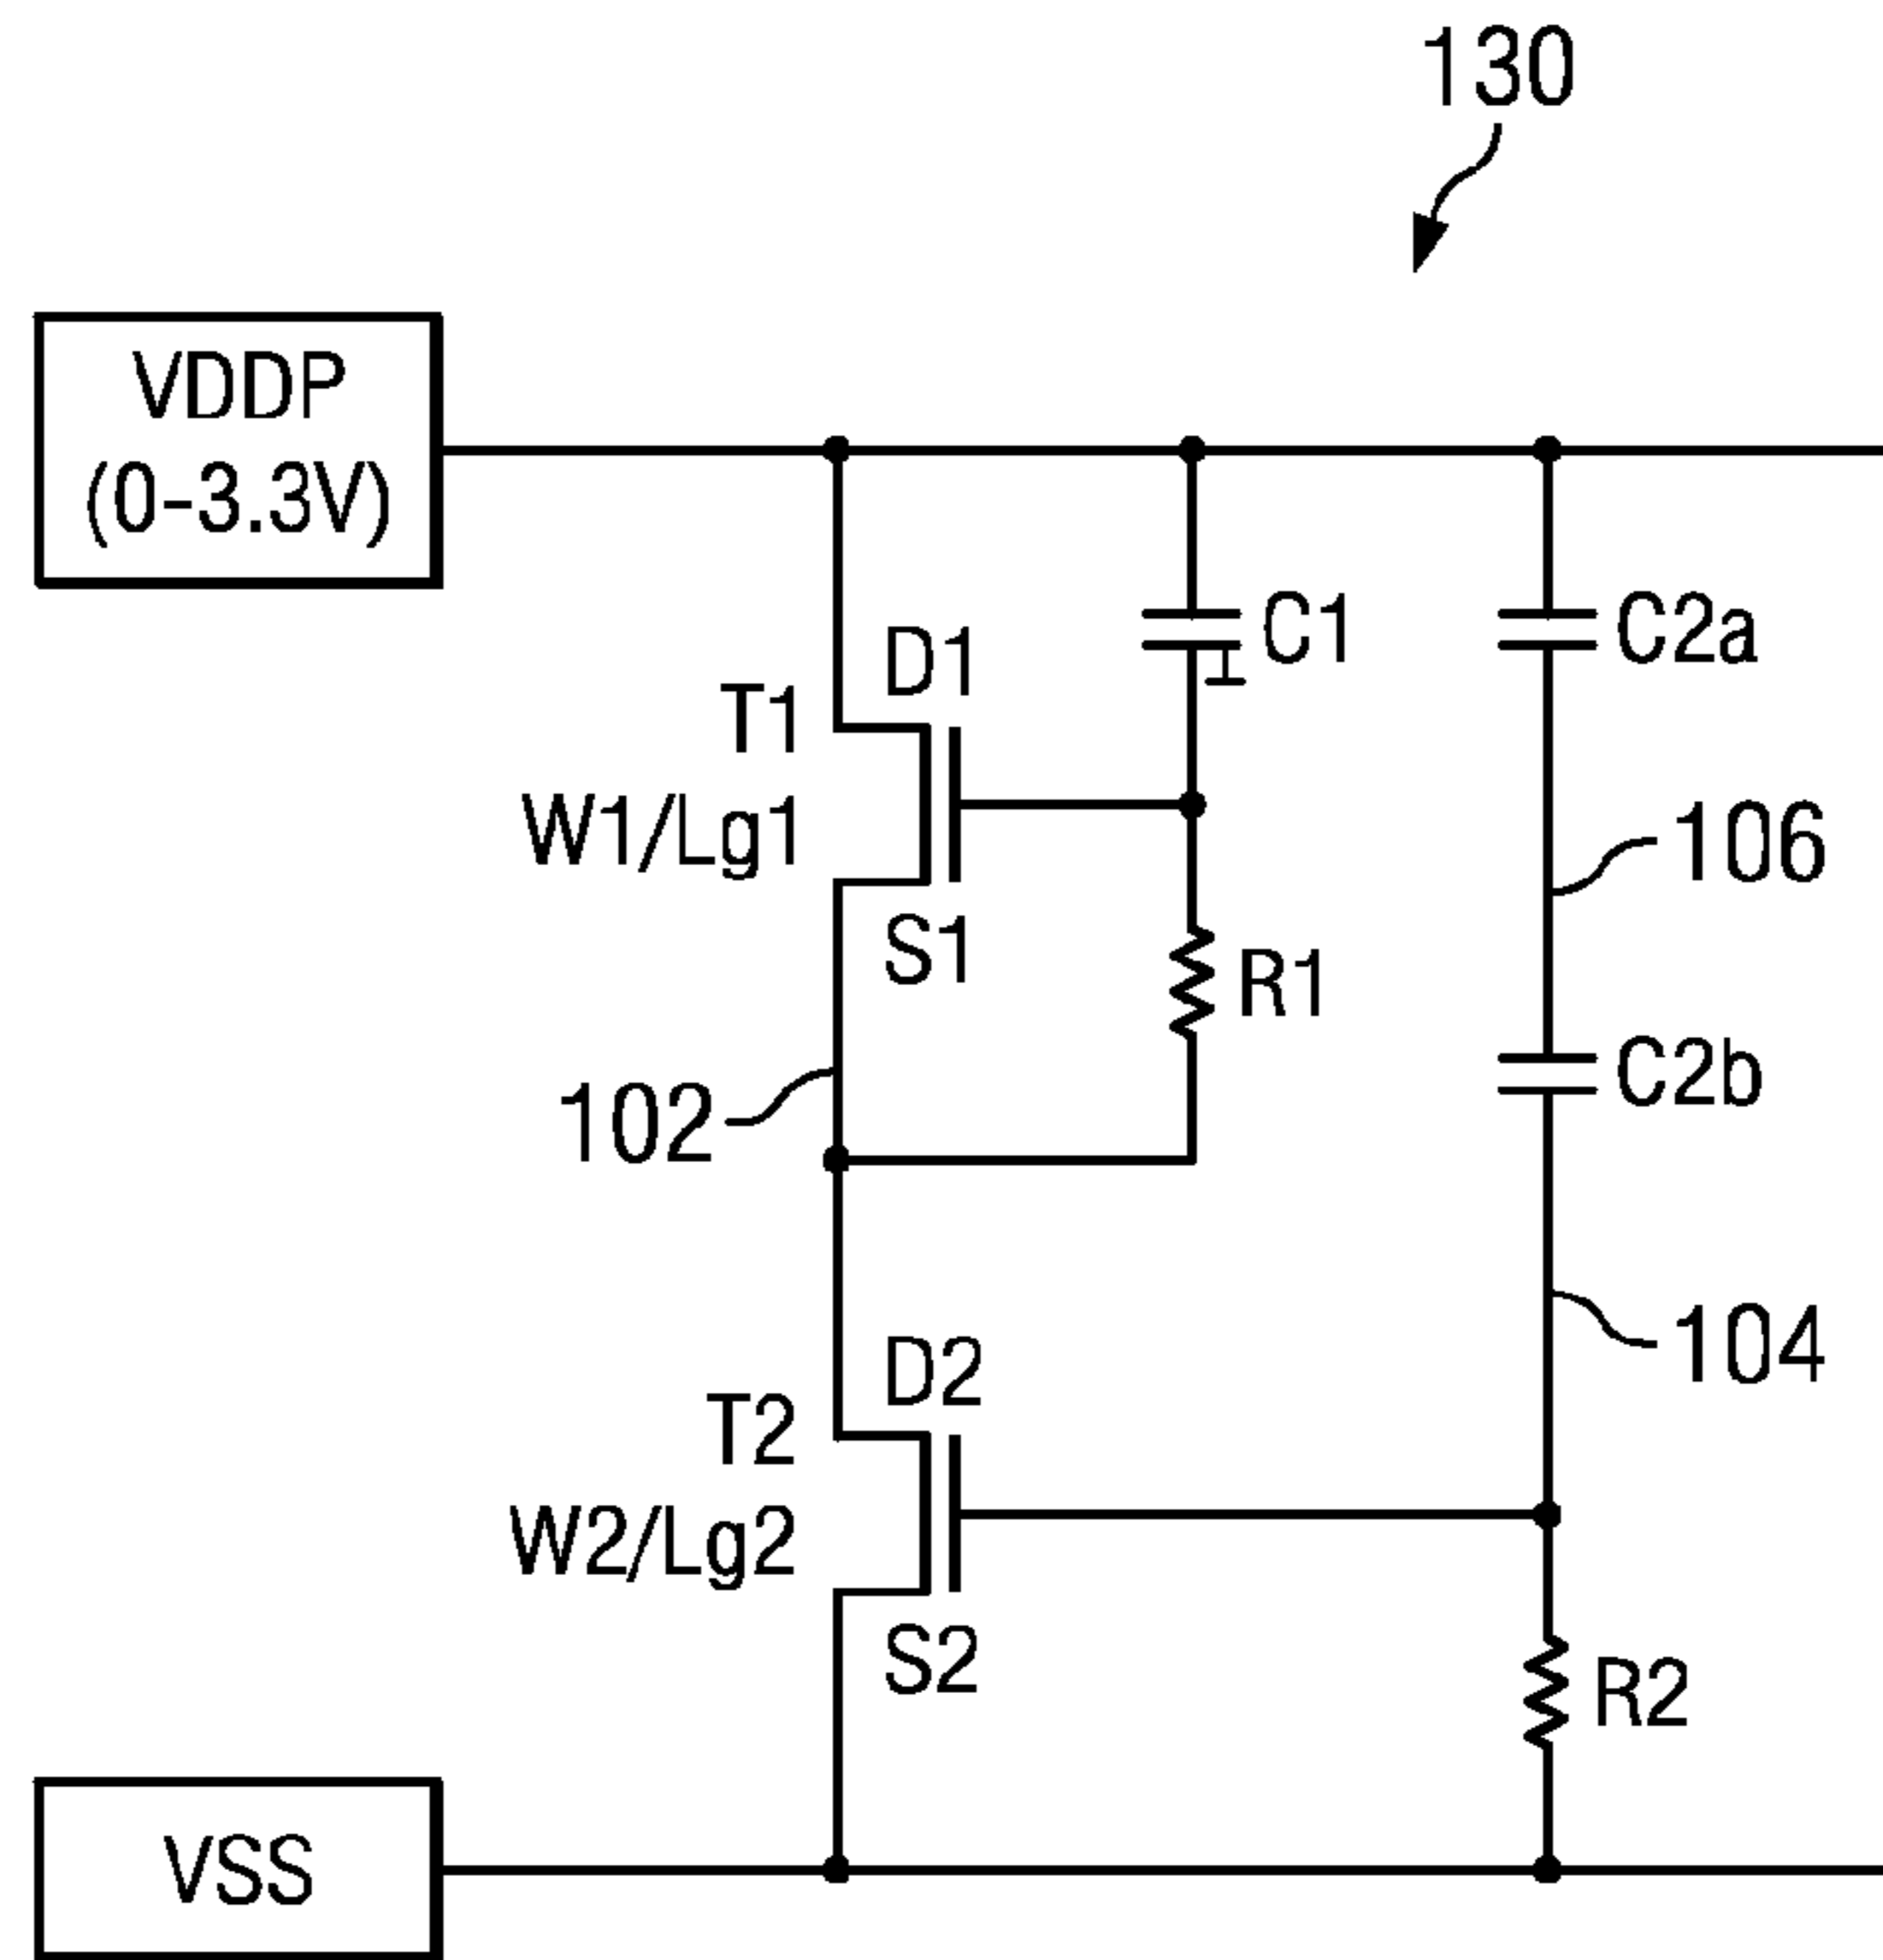 130
VDDP
(0-3.3V)
D1
C1
C2a
T1
W1/Lg1
106
S1
R1
102
C2b
104
D2
T2
W2/Lg2
S2
R2
VSS